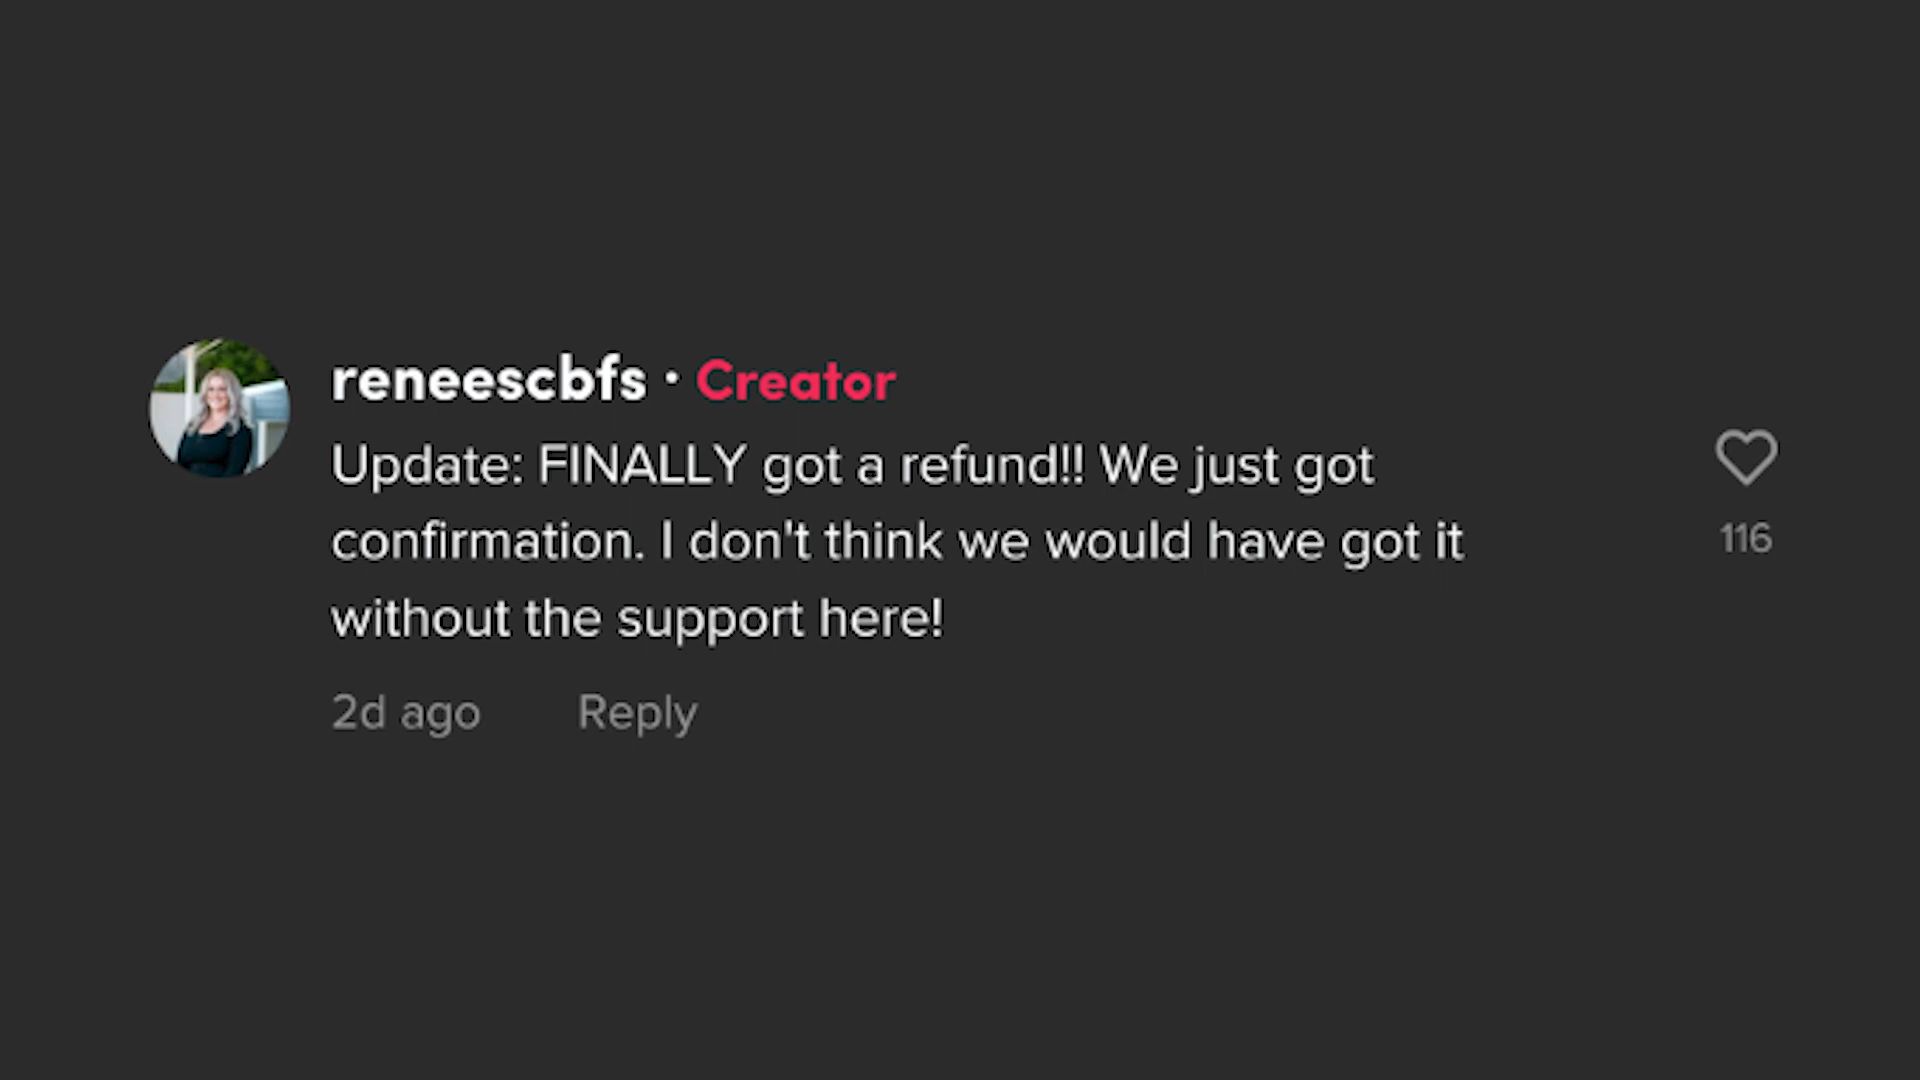 reneescbfs · Creator
Update: FINALLY got a refund!! We just got
confirmation. I don't think we would have got it
without the support here!
116
2d ago Reply